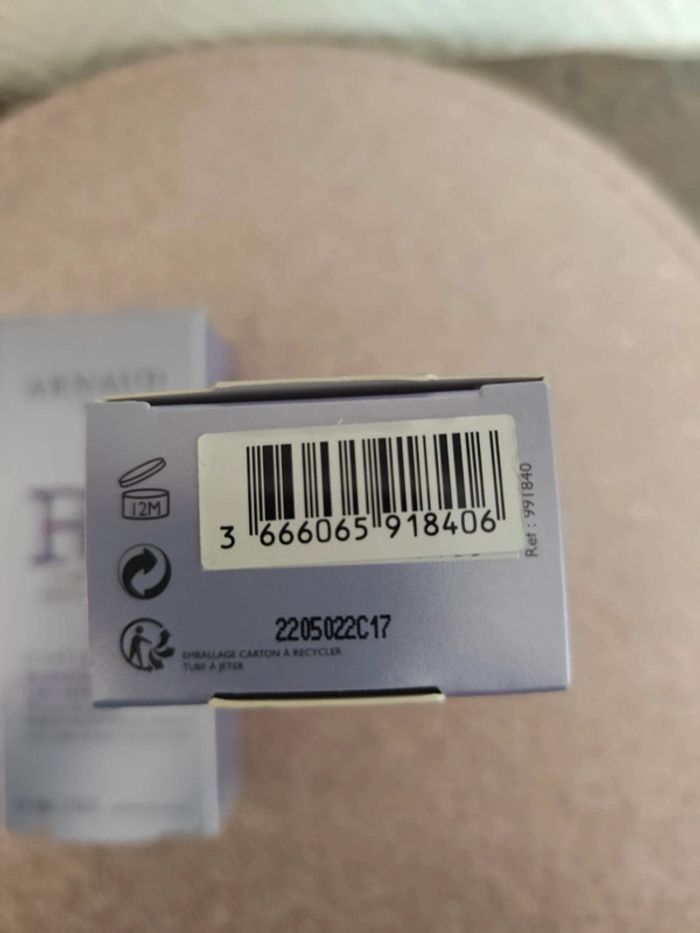 ARNAUD
12M
3 666065 918406
Ref : 991840
2205022C17
EMBALLAGE CARTON À RECYCLER
TUBE À JETER